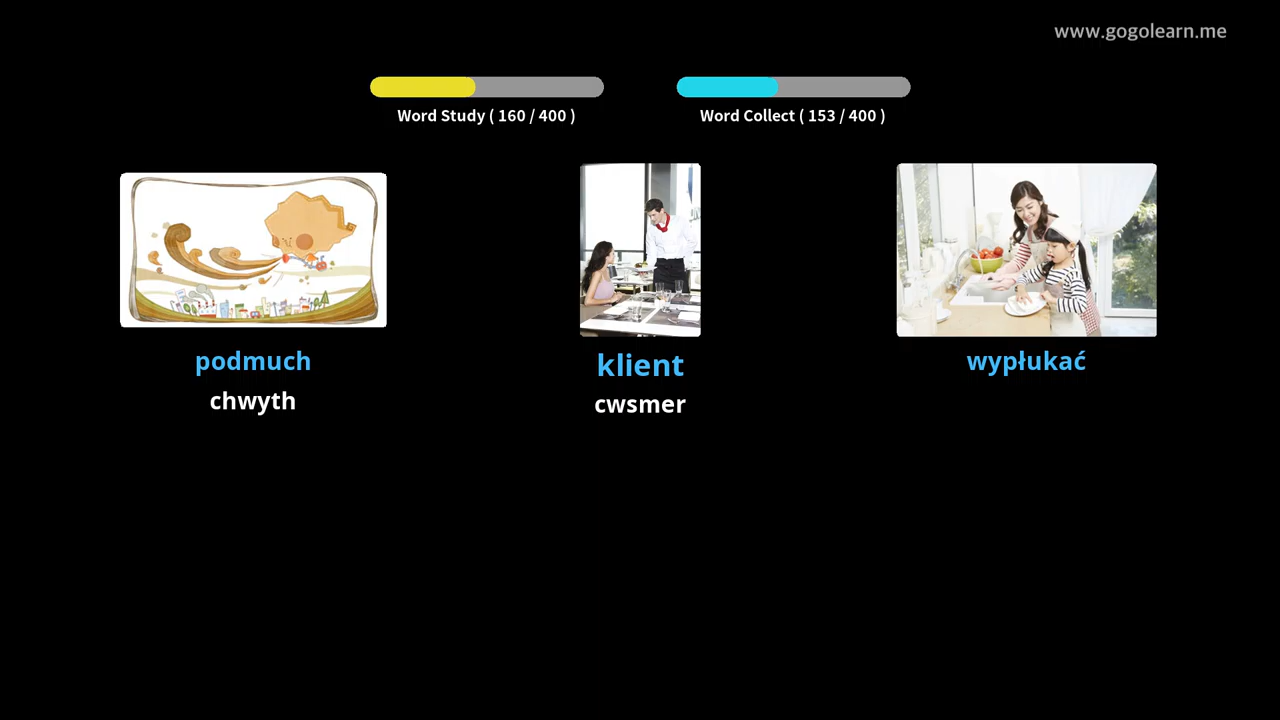 www.gogolearn.me
Word Study ( 160 / 400 )
Word Collect ( 153 / 400 )
podmuch
chwyth
klient
cwsmer
wypłukać